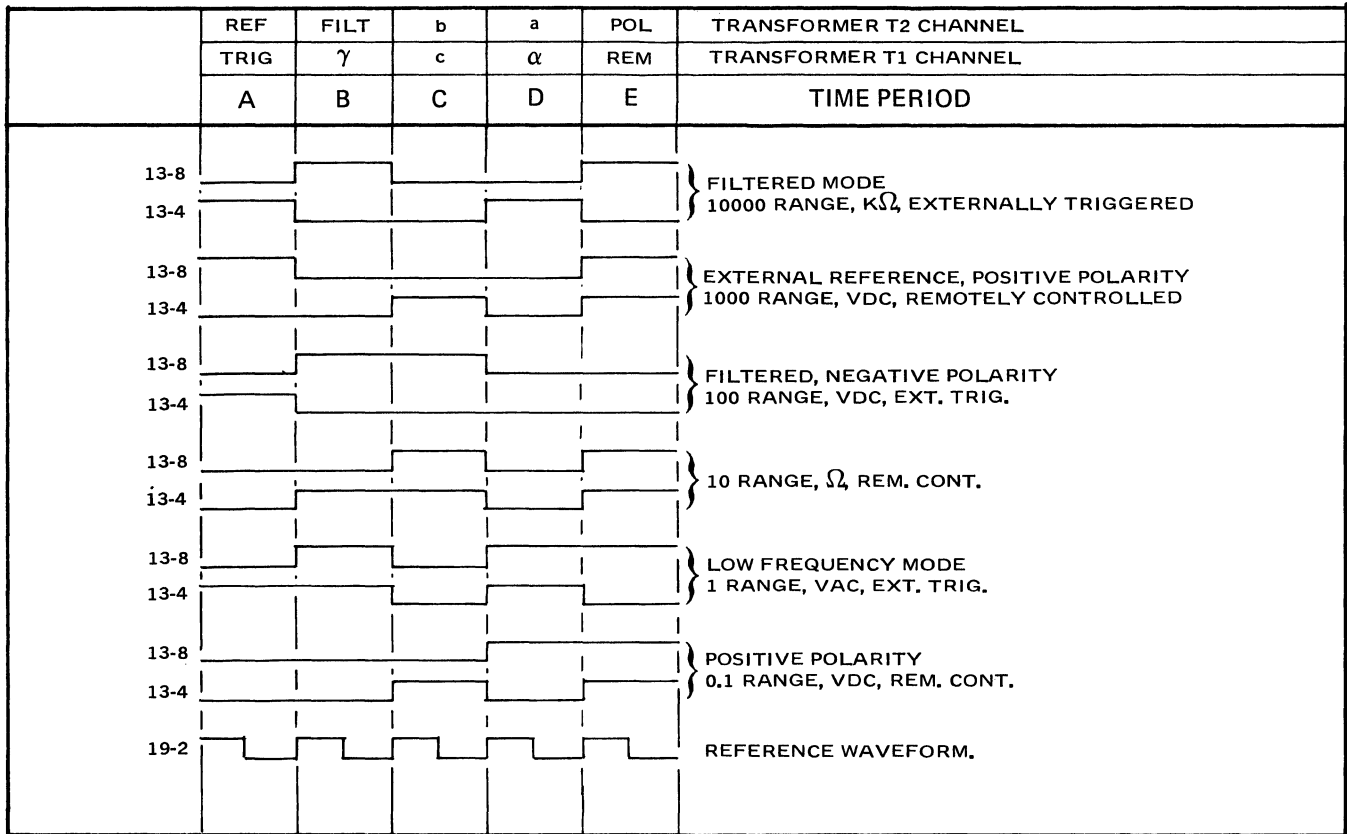 REF FILT b a POL TRANSFORMER T2 CHANNEL
TRIG γ c α REM TRANSFORMER T1 CHANNEL
A B C D E TIME PERIOD
13-8
13-4
FILTERED MODE
10000 RANGE, KΩ, EXTERNALLY TRIGGERED
13-8
13-4
EXTERNAL REFERENCE, POSITIVE POLARITY
1000 RANGE, VDC, REMOTELY CONTROLLED
13-8
13-4
FILTERED, NEGATIVE POLARITY
100 RANGE, VDC, EXT. TRIG.
13-8
13-4
10 RANGE, Ω, REM. CONT.
13-8
13-4
LOW FREQUENCY MODE
1 RANGE, VAC, EXT. TRIG.
13-8
13-4
POSITIVE POLARITY
0.1 RANGE, VDC, REM. CONT.
19-2 REFERENCE WAVEFORM.